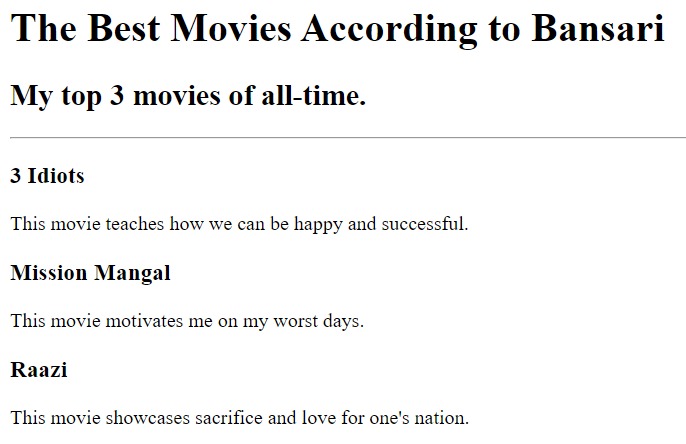 The Best Movies According to Bansari
My top 3 movies of all-time.
3 Idiots
This movie teaches how we can be happy and successful.
Mission Mangal
This movie motivates me on my worst days.
Raazi
This movie showcases sacrifice and love for one's nation.